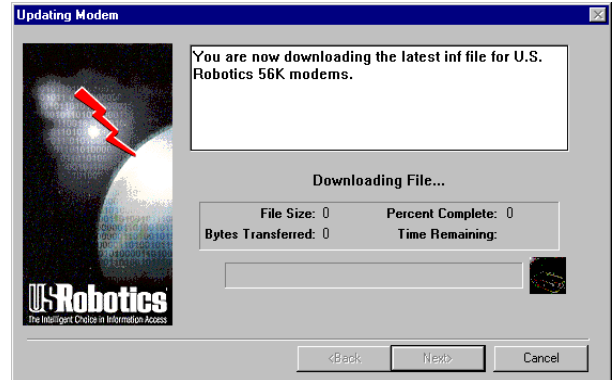 Updating Modem
You are now downloading the latest inf file for U.S.
Robotics 56K modems.
Downloading File...
File Size: 0 Percent Complete: 0
Bytes Transferred: 0 Time Remaining:
USRobotics
The Intelligent Choice in Information Access
<Back Next> Cancel